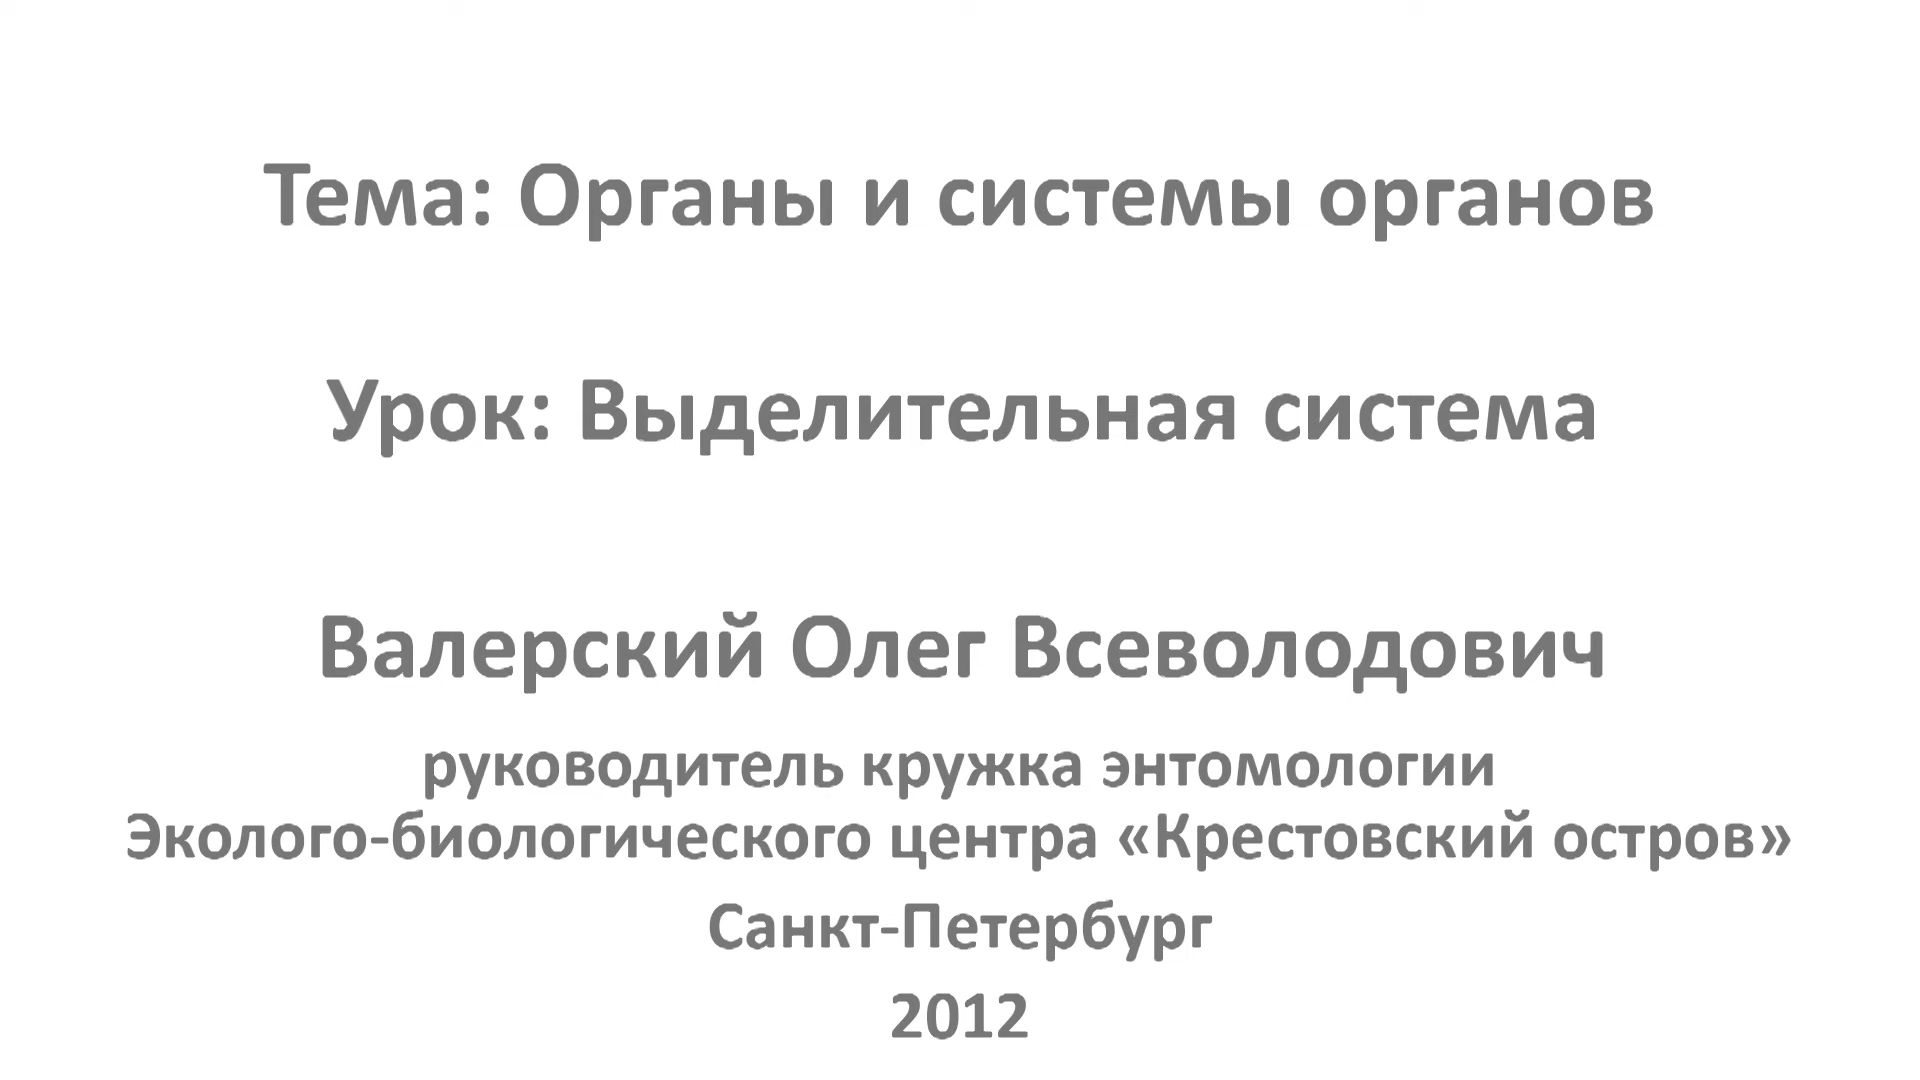 Тема: Органы и системы органов
Урок: Выделительная система
Валерский Олег Всеволодович
руководитель кружка энтомологии
Эколого-биологического центра «Крестовский остров»
Санкт-Петербург
2012